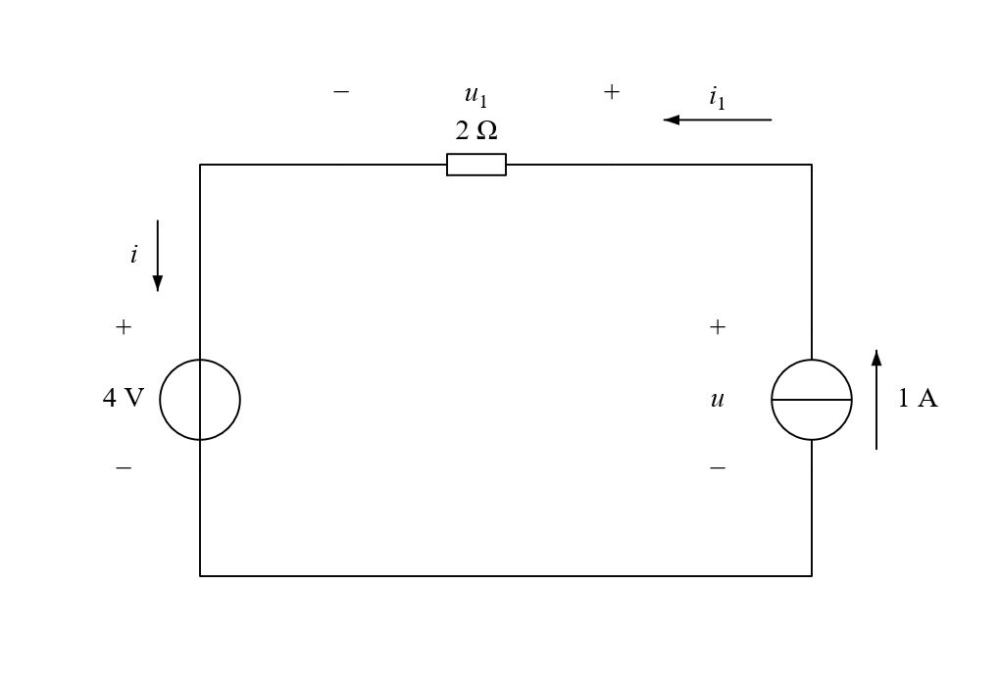 − u₁ +
i₁
2 Ω
i
+ +
4 V u 1 A
− −